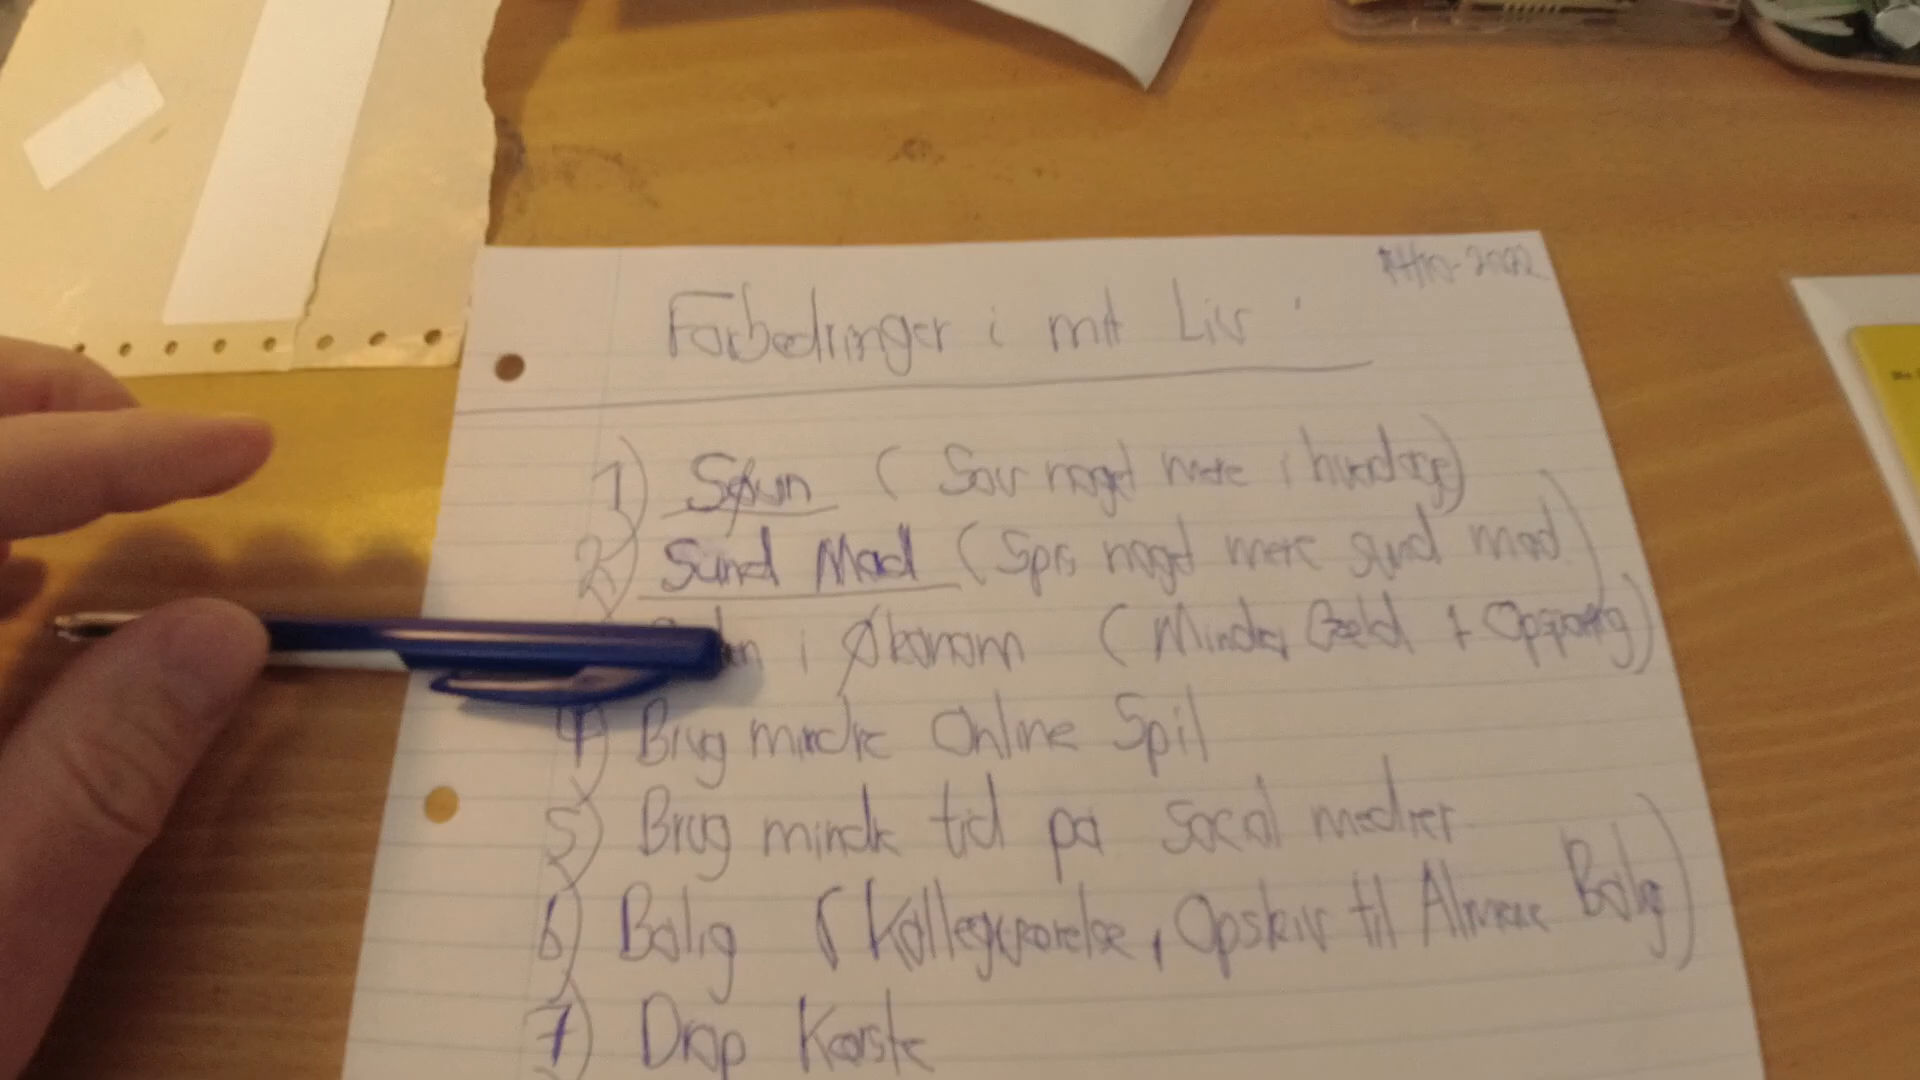 Forbedringer i mit Liv:
1) Søvn (Sov noget mere i hverdage)
2) Sund Mad (Spis noget mere sund mad)
i Økonomi (Mindre Gæld + Opsparing)
4) Brug mindre Online Spil
5) Brug mindre tid på social medier
6) Bolig (Kollegeværelse, Opskriv til Almene Bolig)
7) Drop